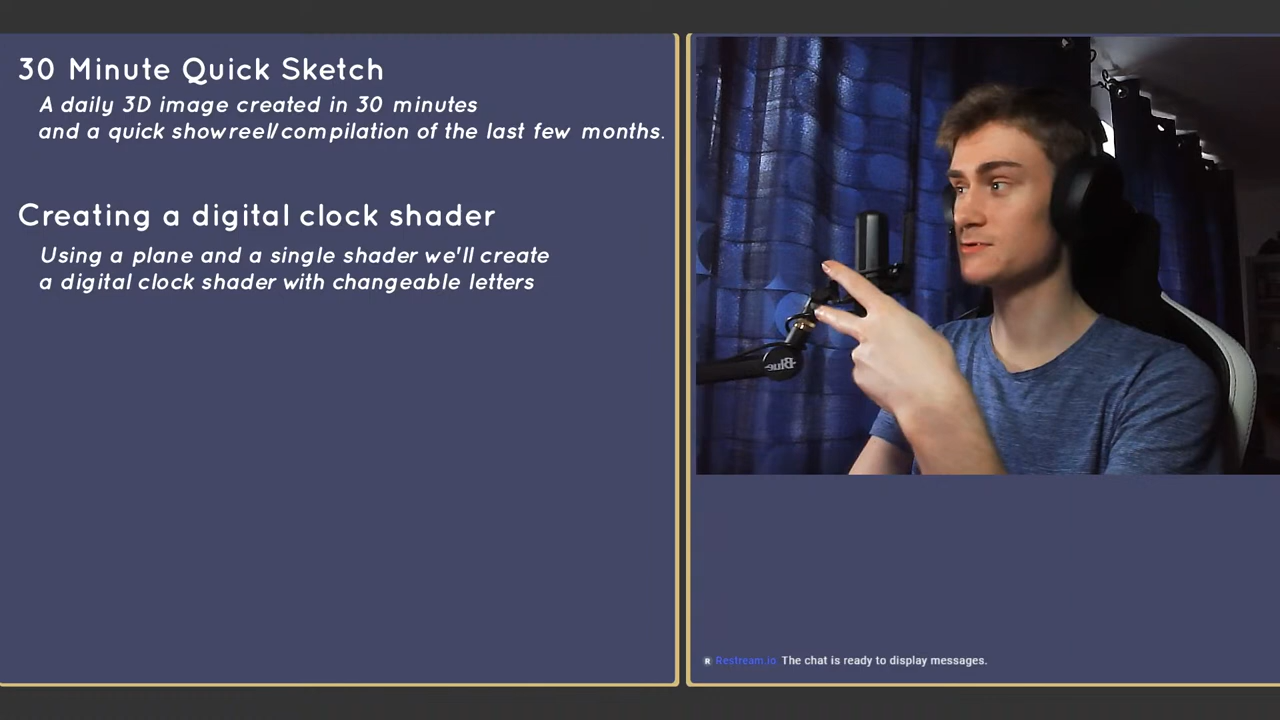 30 Minute Quick Sketch
A daily 3D image created in 30 minutes
and a quick showreel/compilation of the last few months.
Creating a digital clock shader
Using a plane and a single shader we'll create
a digital clock shader with changeable letters
Blue
R Restream.io The chat is ready to display messages.